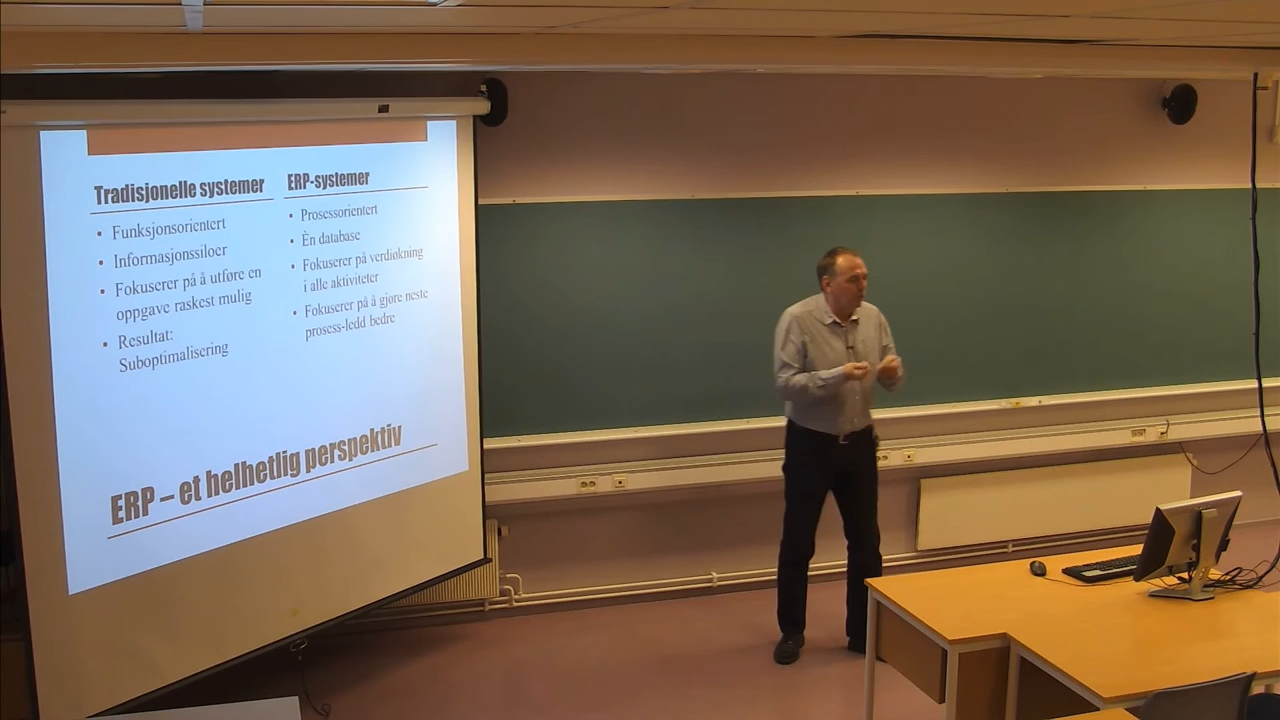 Tradisjonelle systemer
• Funksjonsorientert
• Informasjonssiloer
• Fokuserer på å utføre en
oppgave raskest mulig
• Resultat:
Suboptimalisering
ERP-systemer
• Prosessorientert
• Èn database
• Fokuserer på verdiøkning
i alle aktiviteter
• Fokuserer på å gjøre neste
prosess-ledd bedre
ERP – et helhetlig perspektiv